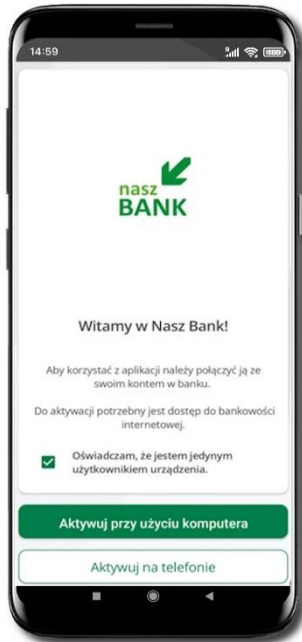 14:59
nasz
BANK
Witamy w Nasz Bank!
Aby korzystać z aplikacji należy połączyć ją ze
swoim kontem w banku.
Do aktywacji potrzebny jest dostęp do bankowości
internetowej.
Oświadczam, że jestem jedynym
użytkownikiem urządzenia.
Aktywuj przy użyciu komputera
Aktywuj na telefonie